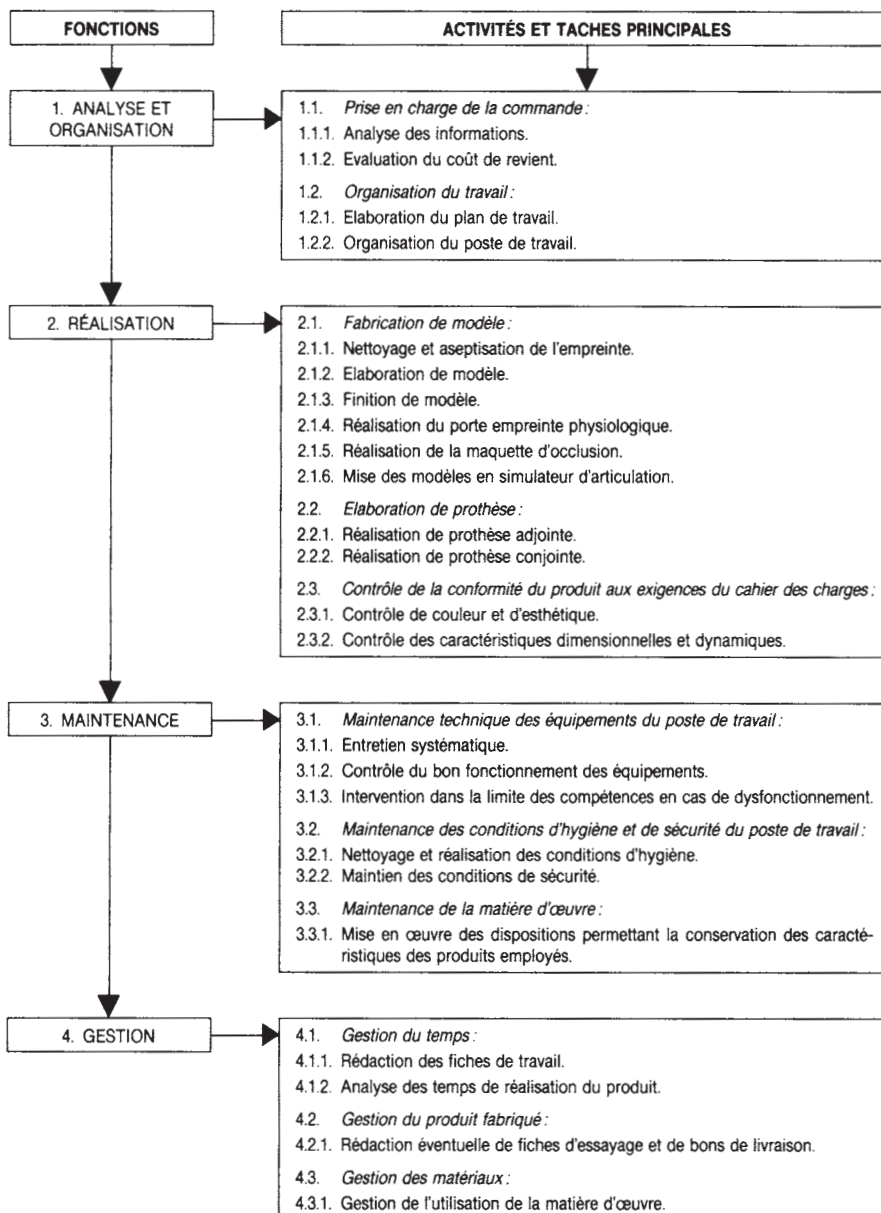 FONCTIONS
ACTIVITÉS ET TACHES PRINCIPALES
1. ANALYSE ET
ORGANISATION
1.1. Prise en charge de la commande :
1.1.1. Analyse des informations.
1.1.2. Evaluation du coût de revient.
1.2. Organisation du travail :
1.2.1. Elaboration du plan de travail.
1.2.2. Organisation du poste de travail.
2. RÉALISATION
2.1. Fabrication de modèle :
2.1.1. Nettoyage et aseptisation de l'empreinte.
2.1.2. Elaboration de modèle.
2.1.3. Finition de modèle.
2.1.4. Réalisation du porte empreinte physiologique.
2.1.5. Réalisation de la maquette d'occlusion.
2.1.6. Mise des modèles en simulateur d'articulation.
2.2. Elaboration de prothèse :
2.2.1. Réalisation de prothèse adjointe.
2.2.2. Réalisation de prothèse conjointe.
2.3. Contrôle de la conformité du produit aux exigences du cahier des charges :
2.3.1. Contrôle de couleur et d'esthétique.
2.3.2. Contrôle des caractéristiques dimensionnelles et dynamiques.
3. MAINTENANCE
3.1. Maintenance technique des équipements du poste de travail :
3.1.1. Entretien systématique.
3.1.2. Contrôle du bon fonctionnement des équipements.
3.1.3. Intervention dans la limite des compétences en cas de dysfonctionnement.
3.2. Maintenance des conditions d'hygiène et de sécurité du poste de travail :
3.2.1. Nettoyage et réalisation des conditions d'hygiène.
3.2.2. Maintien des conditions de sécurité.
3.3. Maintenance de la matière d'œuvre :
3.3.1. Mise en œuvre des dispositions permettant la conservation des caracté-
ristiques des produits employés.
4. GESTION
4.1. Gestion du temps :
4.1.1. Rédaction des fiches de travail.
4.1.2. Analyse des temps de réalisation du produit.
4.2. Gestion du produit fabriqué :
4.2.1. Rédaction éventuelle de fiches d'essayage et de bons de livraison.
4.3. Gestion des matériaux :
4.3.1. Gestion de l'utilisation de la matière d'œuvre.